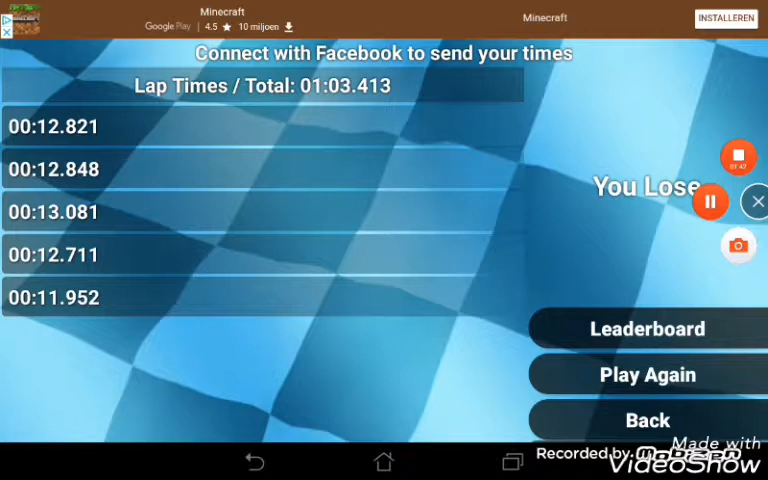 Minecraft
Google Play | 4.5 ★ 10 miljoen
Minecraft
INSTALLEREN
Connect with Facebook to send your times
Lap Times / Total: 01:03.413
00:12.821
00:12.848
00:13.081
00:12.711
00:11.952
You Lose
Leaderboard
Play Again
Back
Recorded by
Made with
VideoShow